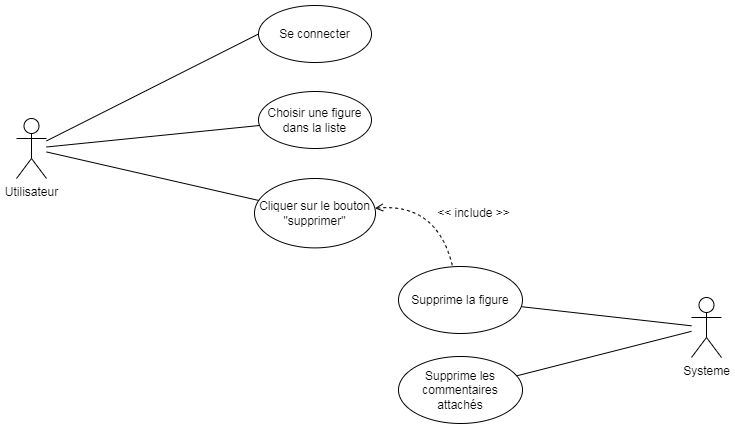 Se connecter
Choisir une figure
dans la liste
Utilisateur
Cliquer sur le bouton
"supprimer"
<< include >>
Supprime la figure
Systeme
Supprime les
commentaires
attachés